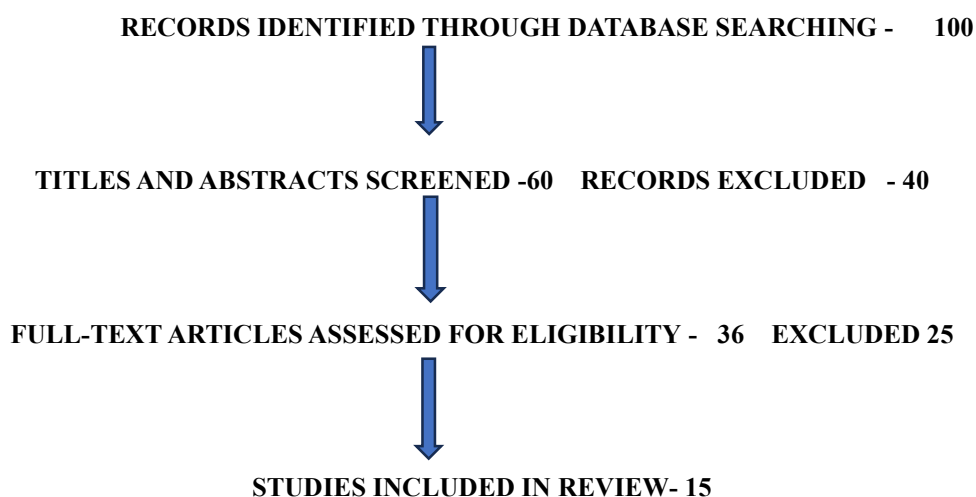 RECORDS IDENTIFIED THROUGH DATABASE SEARCHING - 100
TITLES AND ABSTRACTS SCREENED -60 RECORDS EXCLUDED - 40
FULL-TEXT ARTICLES ASSESSED FOR ELIGIBILITY - 36 EXCLUDED 25
STUDIES INCLUDED IN REVIEW- 15